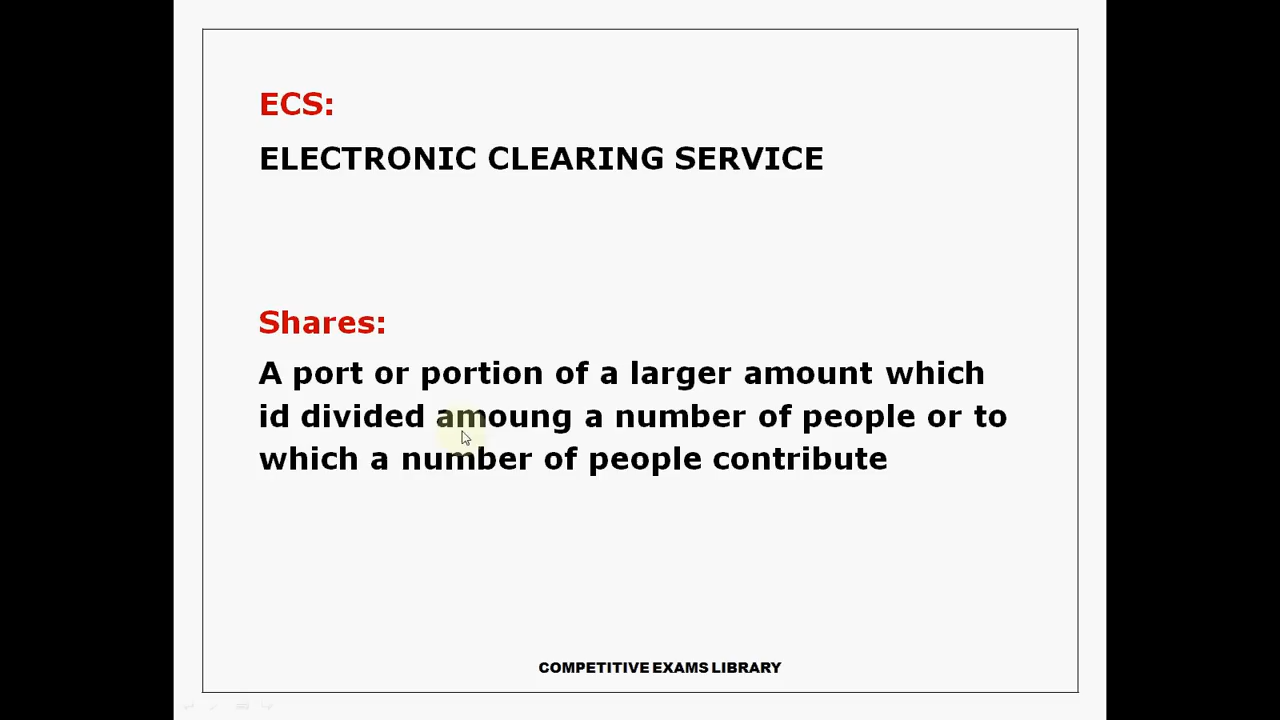 ECS:
ELECTRONIC CLEARING SERVICE
Shares:
A port or portion of a larger amount which
id divided amoung a number of people or to
which a number of people contribute
COMPETITIVE EXAMS LIBRARY